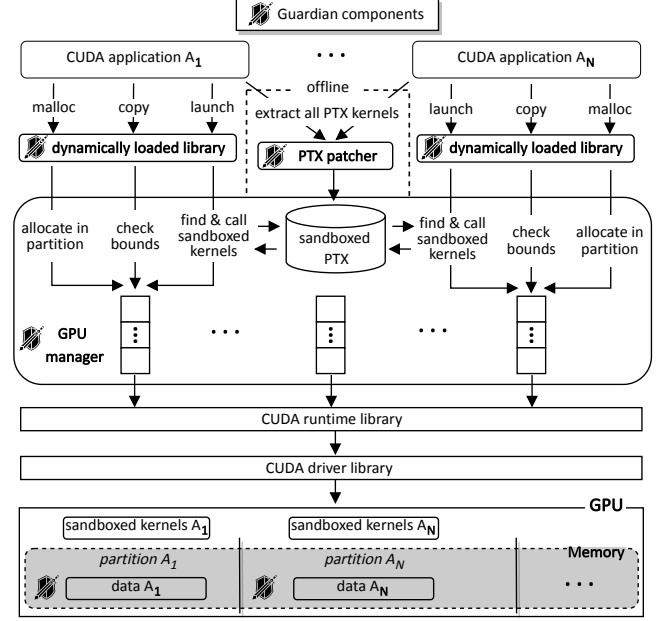 Guardian components
CUDA application A1
...
CUDA application AN
offline
malloc
copy
launch
extract all PTX kernels
launch
copy
malloc
dynamically loaded library
PTX patcher
dynamically loaded library
allocate in
partition
check
bounds
find & call
sandboxed
kernels
sandboxed
PTX
find & call
sandboxed
kernels
check
bounds
allocate in
partition
...
...
GPU
manager
CUDA runtime library
CUDA driver library
GPU
sandboxed kernels A1
sandboxed kernels AN
Memory
partition A1
partition AN
data A1
data AN
...